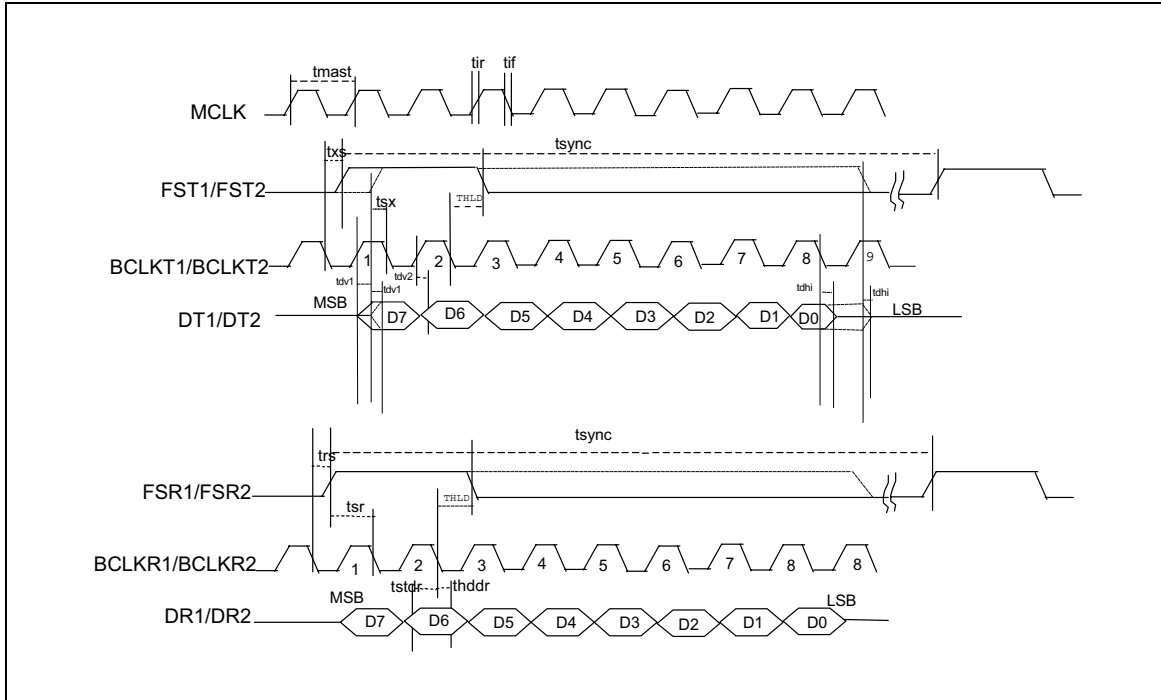 tmast tir tif
MCLK
txs tsync
FST1/FST2
tsx THLD
BCLKT1/BCLKT2 1 2 3 4 5 6 7 8 9
tdv1 tdv1 tdv2 tdhi tdhi
DT1/DT2 MSB D7 D6 D5 D4 D3 D2 D1 D0 LSB
trs tsync
FSR1/FSR2
tsr THLD
BCLKR1/BCLKR2 1 2 3 4 5 6 7 8 8
tstdr thddr
MSB LSB
DR1/DR2 D7 D6 D5 D4 D3 D2 D1 D0